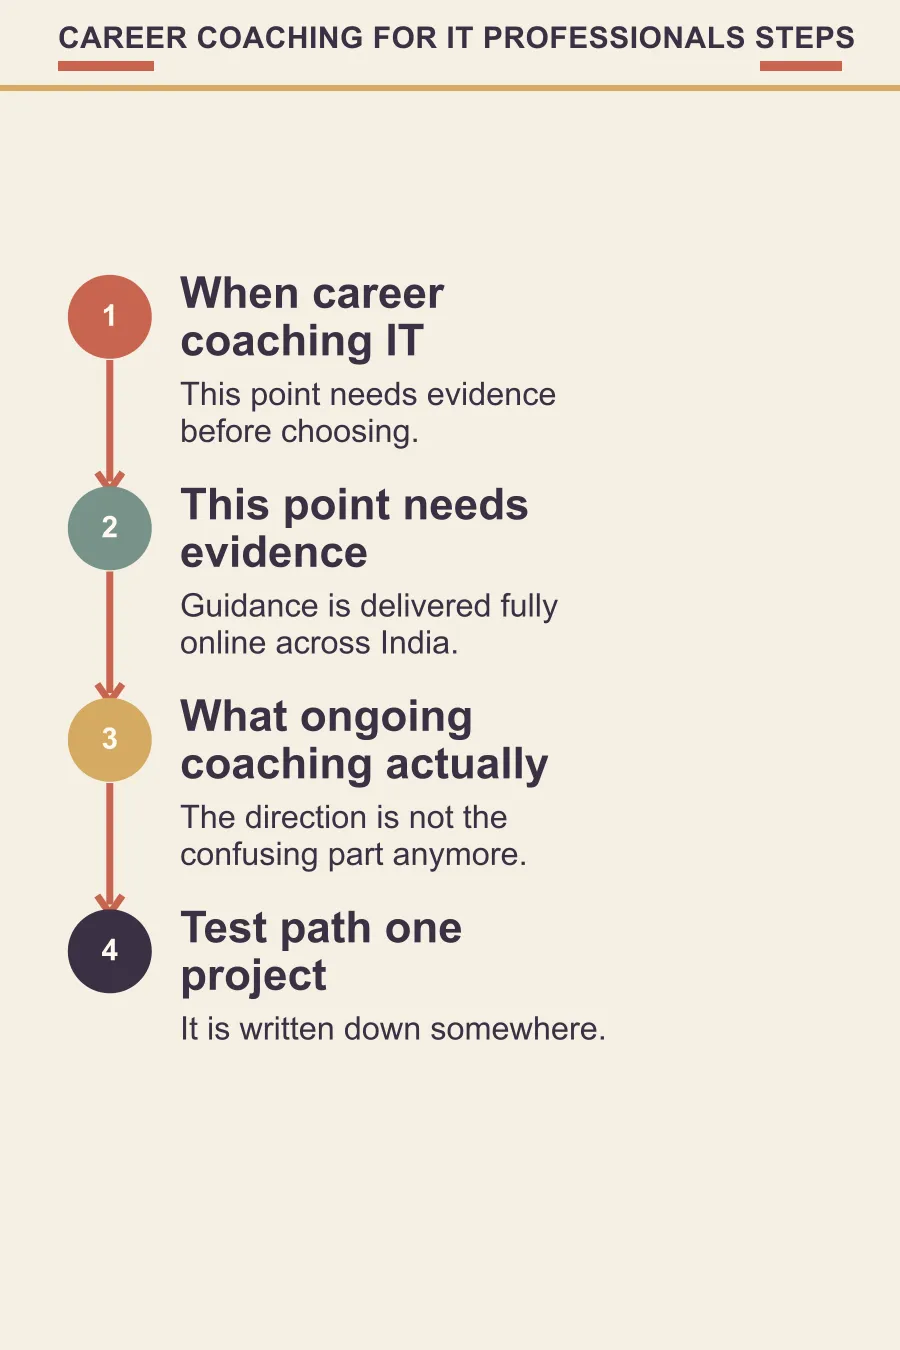 CAREER COACHING FOR IT PROFESSIONALS STEPS
1
When career
coaching IT
This point needs evidence
before choosing.
2
This point needs
evidence
Guidance is delivered fully
online across India.
3
What ongoing
coaching actually
The direction is not the
confusing part anymore.
4
Test path one
project
It is written down somewhere.